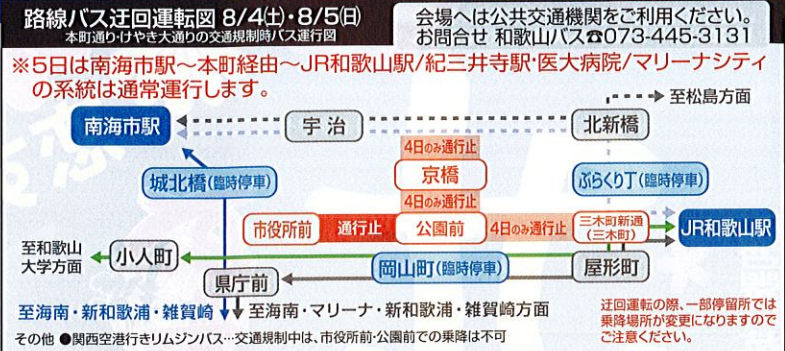 路線バス迂回運転図 8/4(土)・8/5(日)
本町通り・けやき大通りの交通規制時バス運行図
会場へは公共交通機関をご利用ください。
お問合せ 和歌山バス☎073-445-3131
※5日は南海市駅～本町経由～JR和歌山駅/紀三井寺駅・医大病院/マリーナシティ
の系統は通常運行します。
至松島方面
南海市駅
宇治
北新橋
4日のみ通行止
城北橋(臨時停車)
京橋
ぶらくり丁(臨時停車)
4日のみ通行止
市役所前
通行止
公園前
4日のみ通行止
三木町新通
(三木町)
JR和歌山駅
至和歌山
大学方面
小人町
県庁前
岡山町(臨時停車)
屋形町
至海南・新和歌浦・雑賀崎
至海南・マリーナ・新和歌浦・雑賀崎方面
迂回運転の際、一部停留所では
乗降場所が変更になりますので
ご注意ください。
その他 ●関西空港行きリムジンバス…交通規制中は、市役所前・公園前での乗降は不可